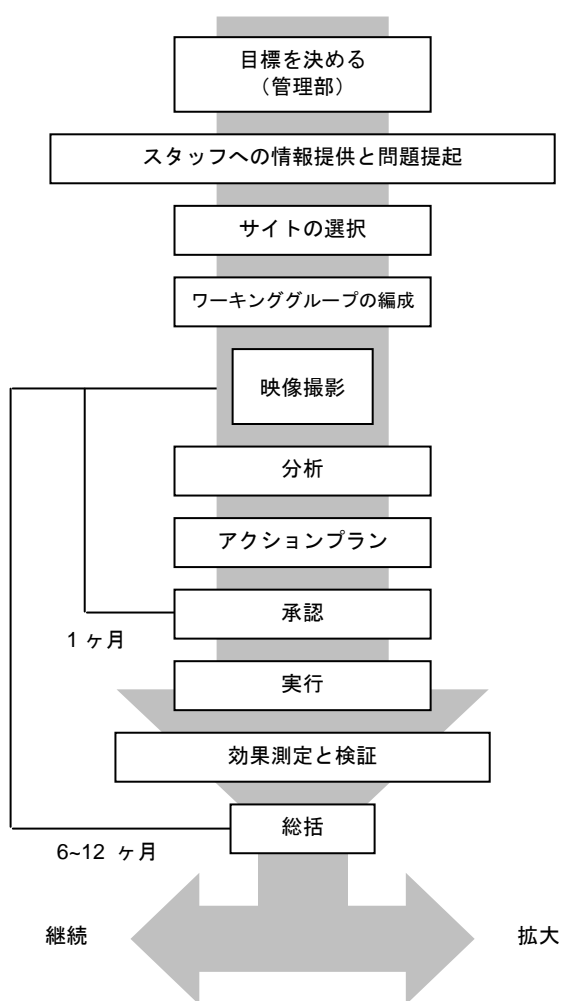 目標を決める
（管理部）
スタッフへの情報提供と問題提起
サイトの選択
ワーキンググループの編成
映像撮影
分析
アクションプラン
承認
1ヶ月
実行
効果測定と検証
総括
6~12 ヶ月
継続
拡大